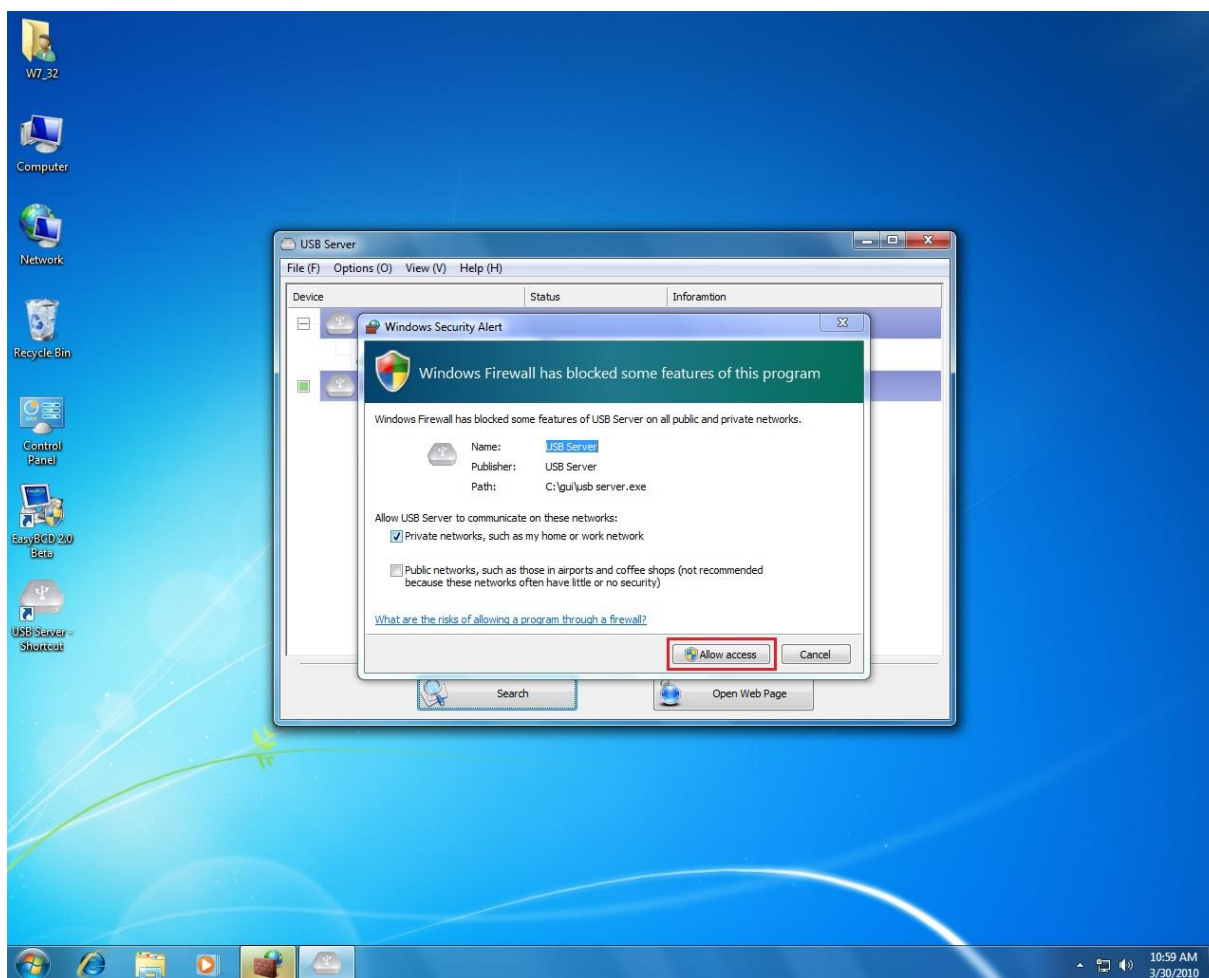 W7_32
Computer
Network
Recycle Bin
Control
Panel
EasyBCD 2.0
Beta
USB Server -
Shortcut
USB Server
File (F) Options (O) View (V) Help (H)
Device Status Inforamtion
Windows Security Alert
Windows Firewall has blocked some features of this program
Windows Firewall has blocked some features of USB Server on all public and private networks.
Name: USB Server
Publisher: USB Server
Path: C:\gui\usb server.exe
Allow USB Server to communicate on these networks:
Private networks, such as my home or work network
Public networks, such as those in airports and coffee shops (not recommended
because these networks often have little or no security)
What are the risks of allowing a program through a firewall?
Allow access Cancel
Search Open Web Page
10:59 AM
3/30/2010